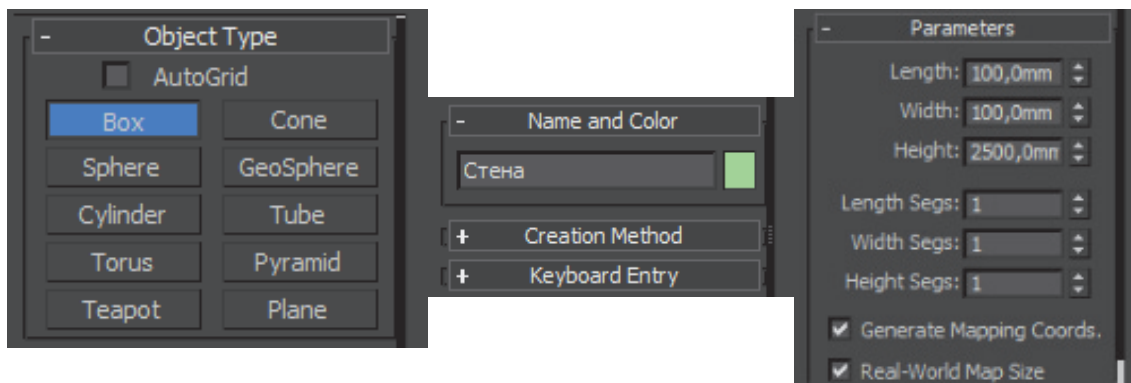 - Object Type
AutoGrid
Box Cone
Sphere GeoSphere
Cylinder Tube
Torus Pyramid
Teapot Plane
- Name and Color
Стена
+ Creation Method
+ Keyboard Entry
- Parameters
Length: 100,0mm
Width: 100,0mm
Height: 2500,0mm
Length Segs: 1
Width Segs: 1
Height Segs: 1
Generate Mapping Coords.
Real-World Map Size